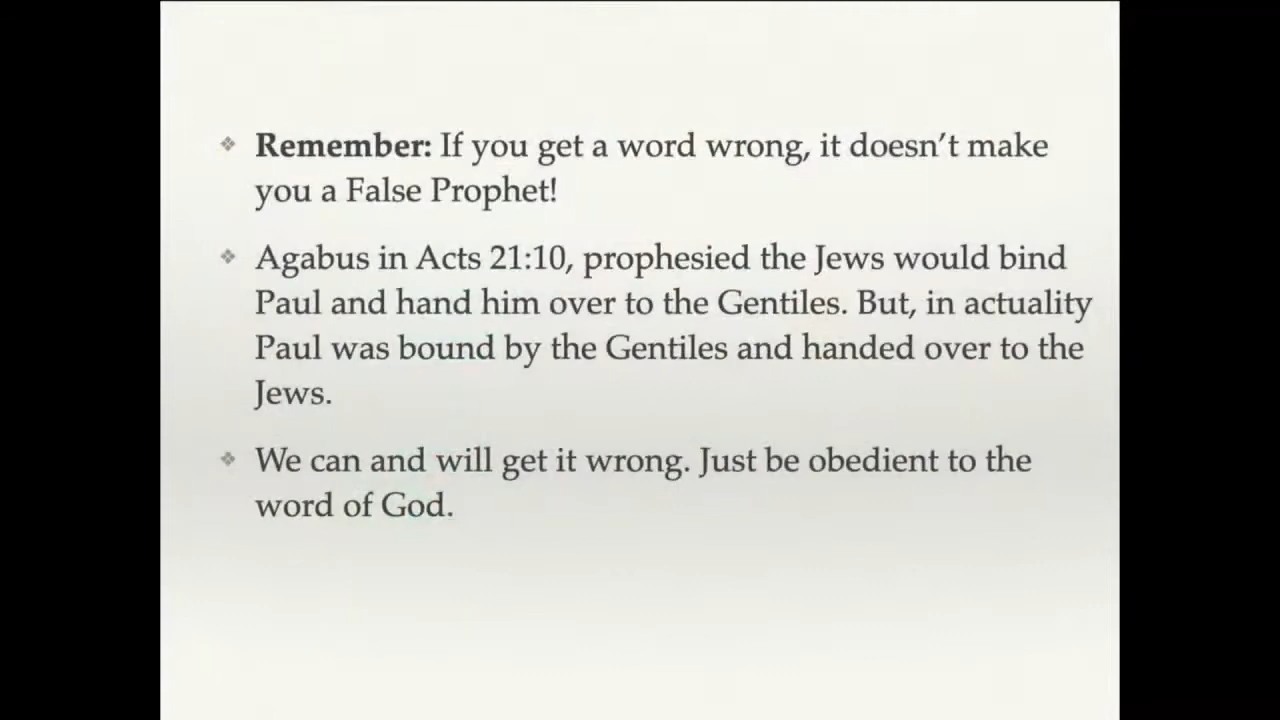 ❖ Remember: If you get a word wrong, it doesn’t make
you a False Prophet!
❖ Agabus in Acts 21:10, prophesied the Jews would bind
Paul and hand him over to the Gentiles. But, in actuality
Paul was bound by the Gentiles and handed over to the
Jews.
❖ We can and will get it wrong. Just be obedient to the
word of God.